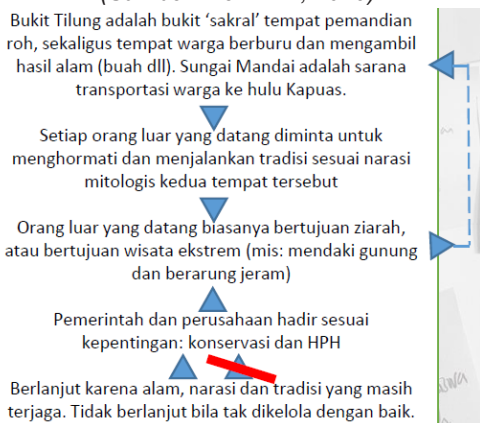 Bukit Tilung adalah bukit ‘sakral’ tempat pemandian
roh, sekaligus tempat warga berburu dan mengambil
hasil alam (buah dll). Sungai Mandai adalah sarana
transportasi warga ke hulu Kapuas.
Setiap orang luar yang datang diminta untuk
menghormati dan menjalankan tradisi sesuai narasi
mitologis kedua tempat tersebut
Orang luar yang datang biasanya bertujuan ziarah,
atau bertujuan wisata ekstrem (mis: mendaki gunung
dan berarung jeram)
Pemerintah dan perusahaan hadir sesuai
kepentingan: konservasi dan HPH
Berlanjut karena alam, narasi dan tradisi yang masih
terjaga. Tidak berlanjut bila tak dikelola dengan baik.